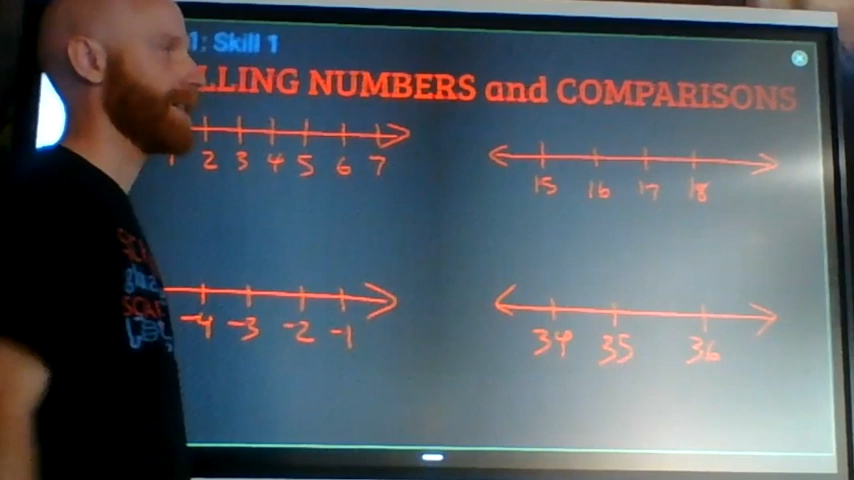 1: Skill 1
LLING NUMBERS and COMPARISONS
1 2 3 4 5 6 7
15 16 17 18
-4 -3 -2 -1
34 35 36